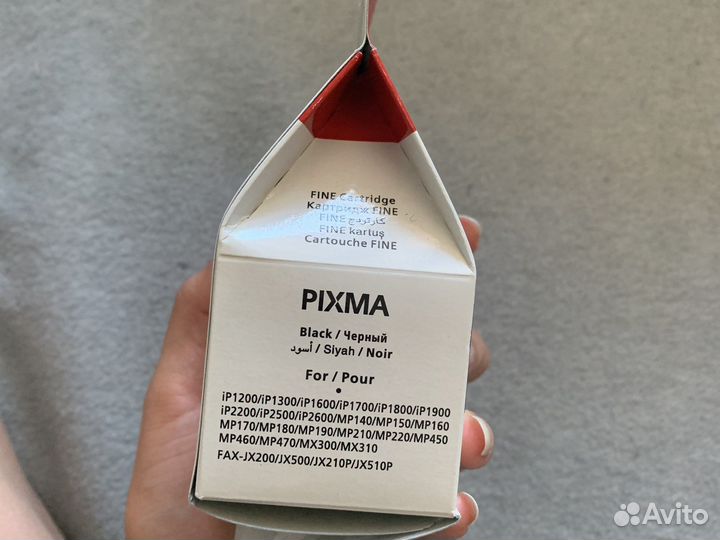 FINE Cartridge
Картридж FINE
FINE كارتردج
FINE kartuş
Cartouche FINE
PIXMA
Black / Черный
أسود / Siyah / Noir
For / Pour
iP1200/iP1300/iP1600/iP1700/iP1800/iP1900
iP2200/iP2500/iP2600/MP140/MP150/MP160
MP170/MP180/MP190/MP210/MP220/MP450
MP460/MP470/MX300/MX310
FAX-JX200/JX500/JX210P/JX510P
Avito